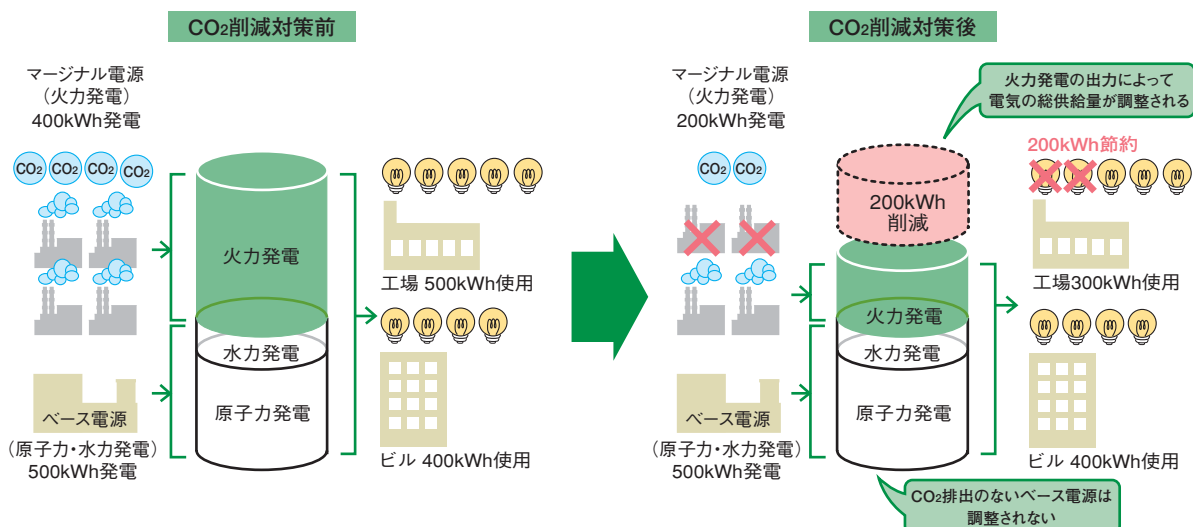 CO2削減対策前
マージナル電源
(火力発電)
400kWh発電
CO2 CO2 CO2 CO2
火力発電
水力発電
原子力発電
ベース電源
(原子力・水力発電)
500kWh発電
工場 500kWh使用
ビル 400kWh使用
CO2削減対策後
マージナル電源
(火力発電)
200kWh発電
CO2 CO2
火力発電の出力によって
電気の総供給量が調整される
200kWh節約
200kWh
削減
火力発電
水力発電
原子力発電
ベース電源
(原子力・水力発電)
500kWh発電
工場300kWh使用
ビル 400kWh使用
CO2排出のないベース電源は
調整されない